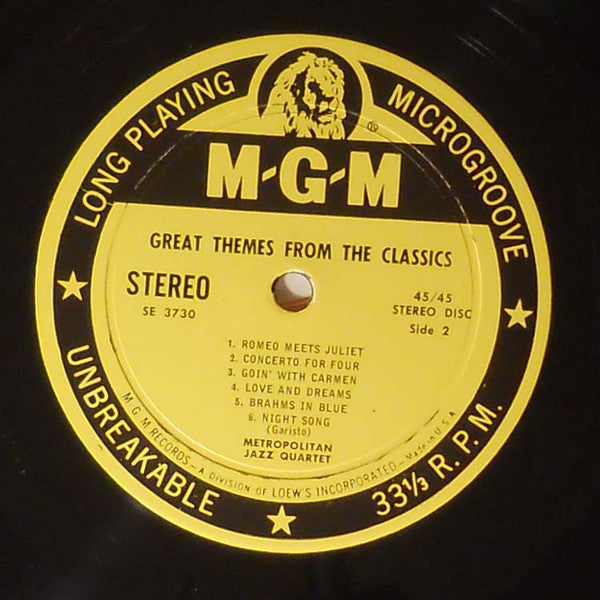 LONG PLAYING
MICROGROOVE
M-G-M
GREAT THEMES FROM THE CLASSICS
STEREO
SE 3730
45/45
STEREO DISC
Side 2
1. ROMEO MEETS JULIET
2. CONCERTO FOR FOUR
3. GOIN' WITH CARMEN
4. LOVE AND DREAMS
5. BRAHMS IN BLUE
6. NIGHT SONG
(Garisto)
METROPOLITAN
JAZZ QUARTET
M G M RECORDS - A DIVISION OF LOEW'S INCORPORATED - Made in U.S.A.
UNBREAKABLE
33⅓ R.P.M.